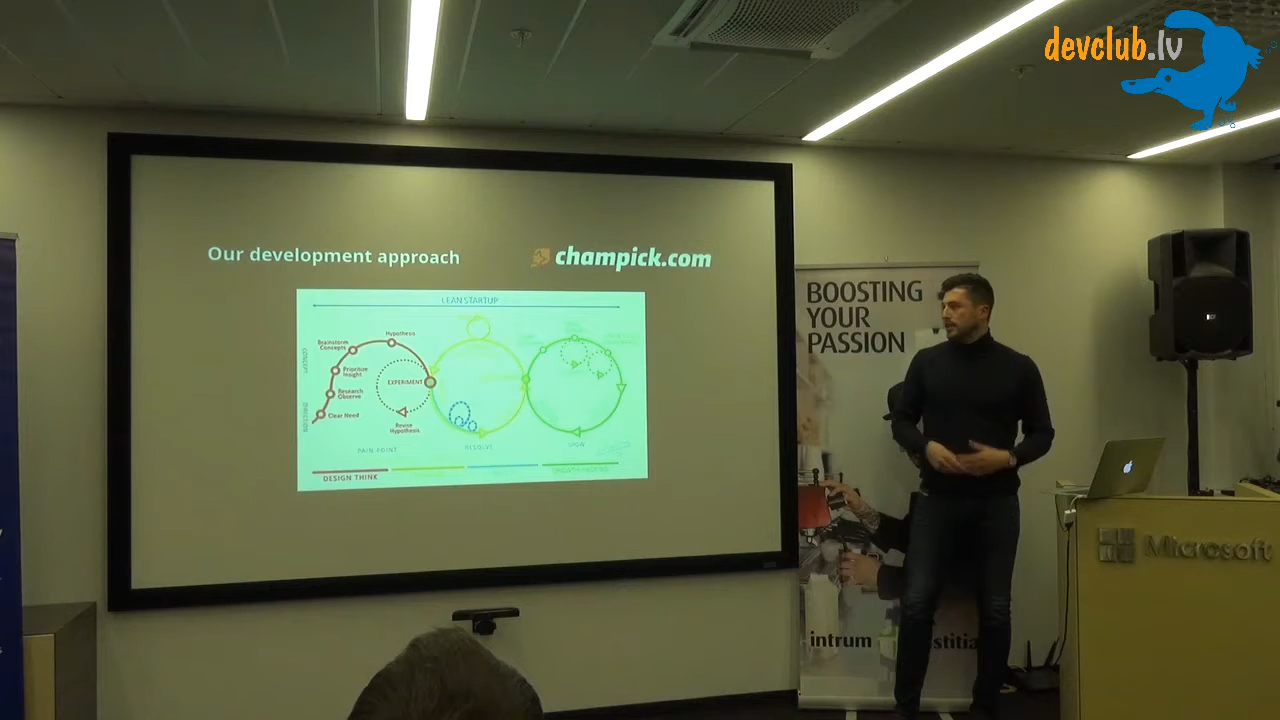 devclub.lv
Our development approach
champick.com
LEAN STARTUP
Hypothesis
Brainstorm
Concepts
Prioritize
Insight
EXPERIMENT
Research
Observe
Clear Need
Revise
Hypothesis
PAIN POINT
DESIGN THINK
BOOSTING
YOUR
PASSION
intrum
stitia
Microsoft